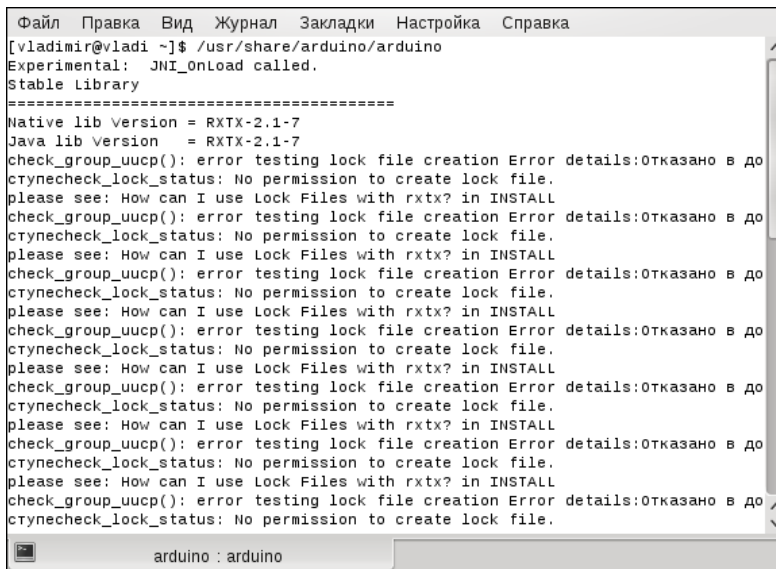 Файл Правка Вид Журнал Закладки Настройка Справка
[vladimir@vladi ~]$ /usr/share/arduino/arduino
Experimental:  JNI_OnLoad called.
Stable Library
=========================================
Native lib Version = RXTX-2.1-7
Java lib Version   = RXTX-2.1-7
check_group_uucp(): error testing lock file creation Error details:Отказано в до
ступеcheck_lock_status: No permission to create lock file.
please see: How can I use Lock Files with rxtx? in INSTALL
check_group_uucp(): error testing lock file creation Error details:Отказано в до
ступеcheck_lock_status: No permission to create lock file.
please see: How can I use Lock Files with rxtx? in INSTALL
check_group_uucp(): error testing lock file creation Error details:Отказано в до
ступеcheck_lock_status: No permission to create lock file.
please see: How can I use Lock Files with rxtx? in INSTALL
check_group_uucp(): error testing lock file creation Error details:Отказано в до
ступеcheck_lock_status: No permission to create lock file.
please see: How can I use Lock Files with rxtx? in INSTALL
check_group_uucp(): error testing lock file creation Error details:Отказано в до
ступеcheck_lock_status: No permission to create lock file.
please see: How can I use Lock Files with rxtx? in INSTALL
check_group_uucp(): error testing lock file creation Error details:Отказано в до
ступеcheck_lock_status: No permission to create lock file.
please see: How can I use Lock Files with rxtx? in INSTALL
check_group_uucp(): error testing lock file creation Error details:Отказано в до
ступеcheck_lock_status: No permission to create lock file.
arduino : arduino